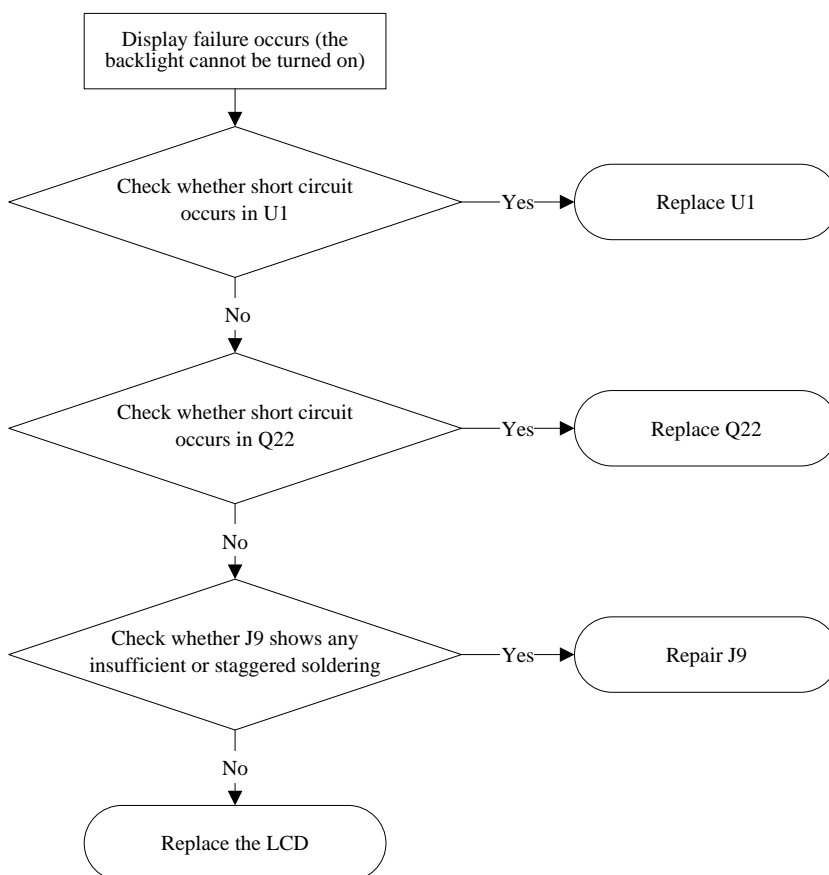 Display failure occurs (the
backlight cannot be turned on)
Check whether short circuit
occurs in U1
Yes
Replace U1
No
Check whether short circuit
occurs in Q22
Yes
Replace Q22
No
Check whether J9 shows any
insufficient or staggered soldering
Yes
Repair J9
No
Replace the LCD